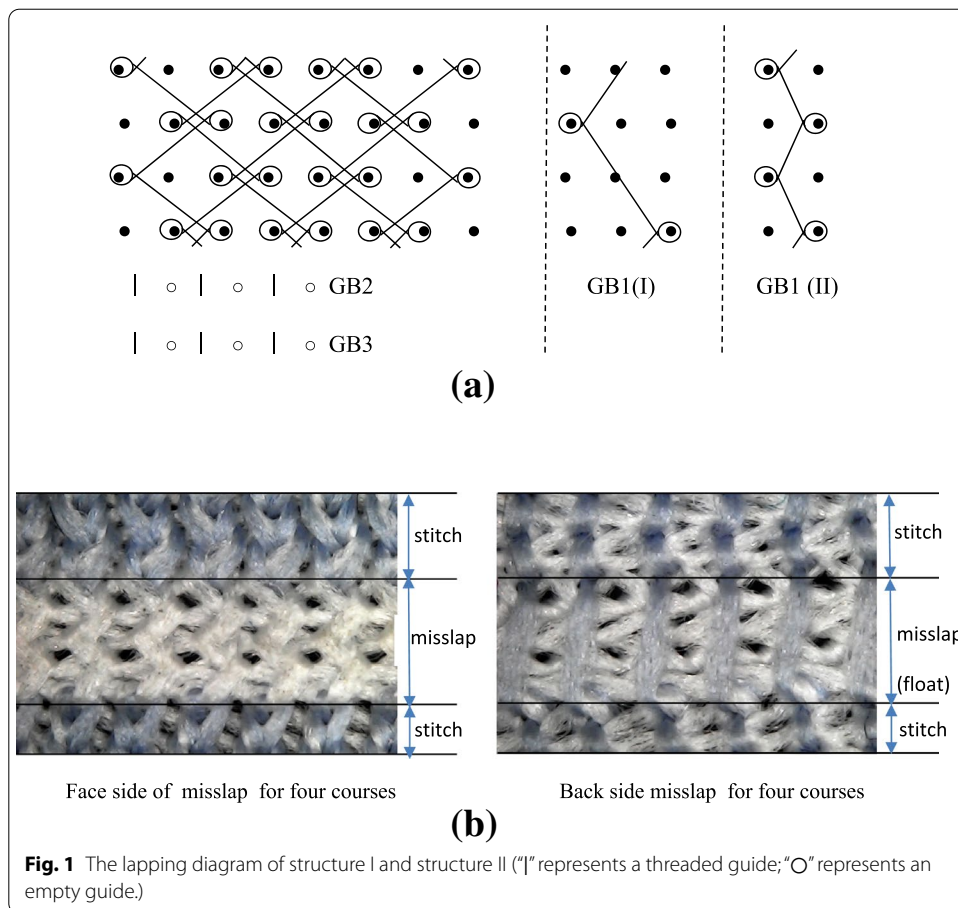 | ○ | ○ | ○ GB2
GB1(I)
GB1 (II)
| ○ | ○ | ○ GB3
(a)
stitch
misslap
stitch
stitch
misslap
(float)
stitch
Face side of misslap for four courses
Back side misslap for four courses
(b)
Fig. 1 The lapping diagram of structure I and structure II ("|" represents a threaded guide; "○" represents an
empty guide.)